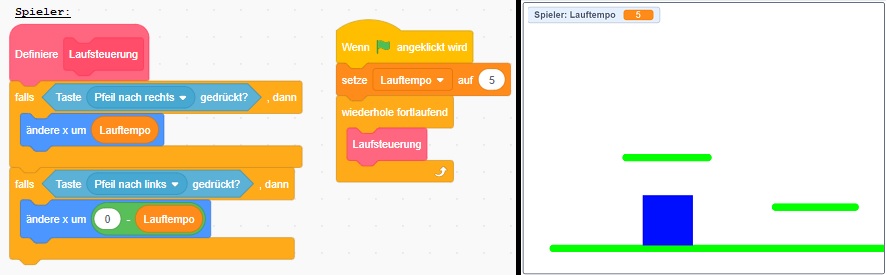 Spieler:
Definiere Laufsteuerung
falls Taste Pfeil nach rechts gedrückt? , dann
ändere x um Lauftempo
falls Taste Pfeil nach links gedrückt? , dann
ändere x um 0 - Lauftempo
Wenn angeklickt wird
setze Lauftempo auf 5
wiederhole fortlaufend
Laufsteuerung
Spieler: Lauftempo 5